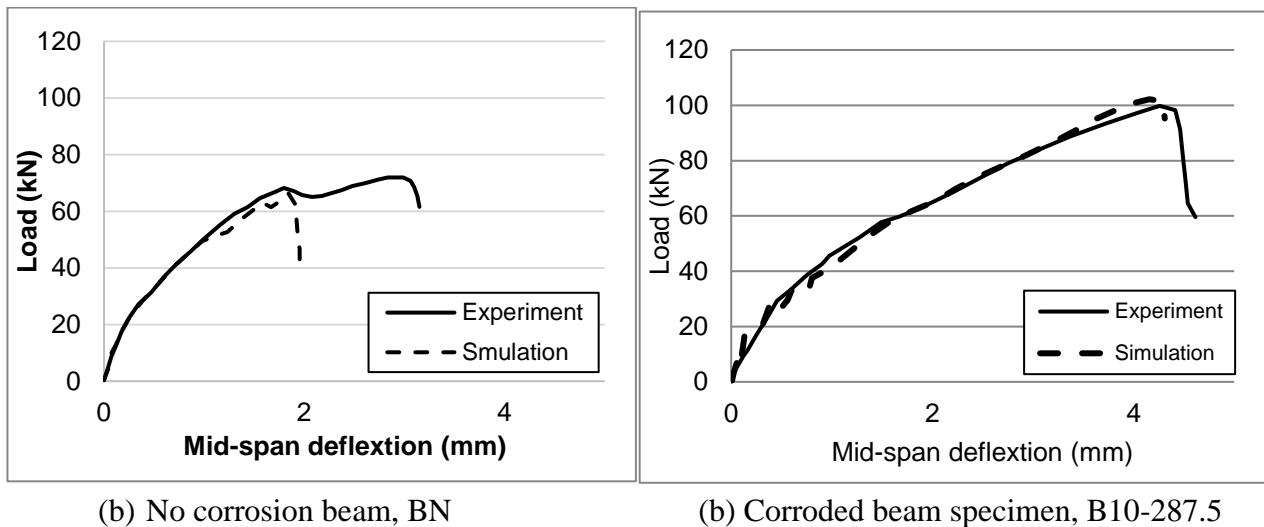 120
100
80
60
40
20
0
Load (kN)
0 2 4
Mid-span deflextion (mm)
Experiment
Smulation
(b) No corrosion beam, BN
120
100
80
60
40
20
0
Load (kN)
0 2 4
Mid-span deflextion (mm)
Experiment
Simulation
(b) Corroded beam specimen, B10-287.5